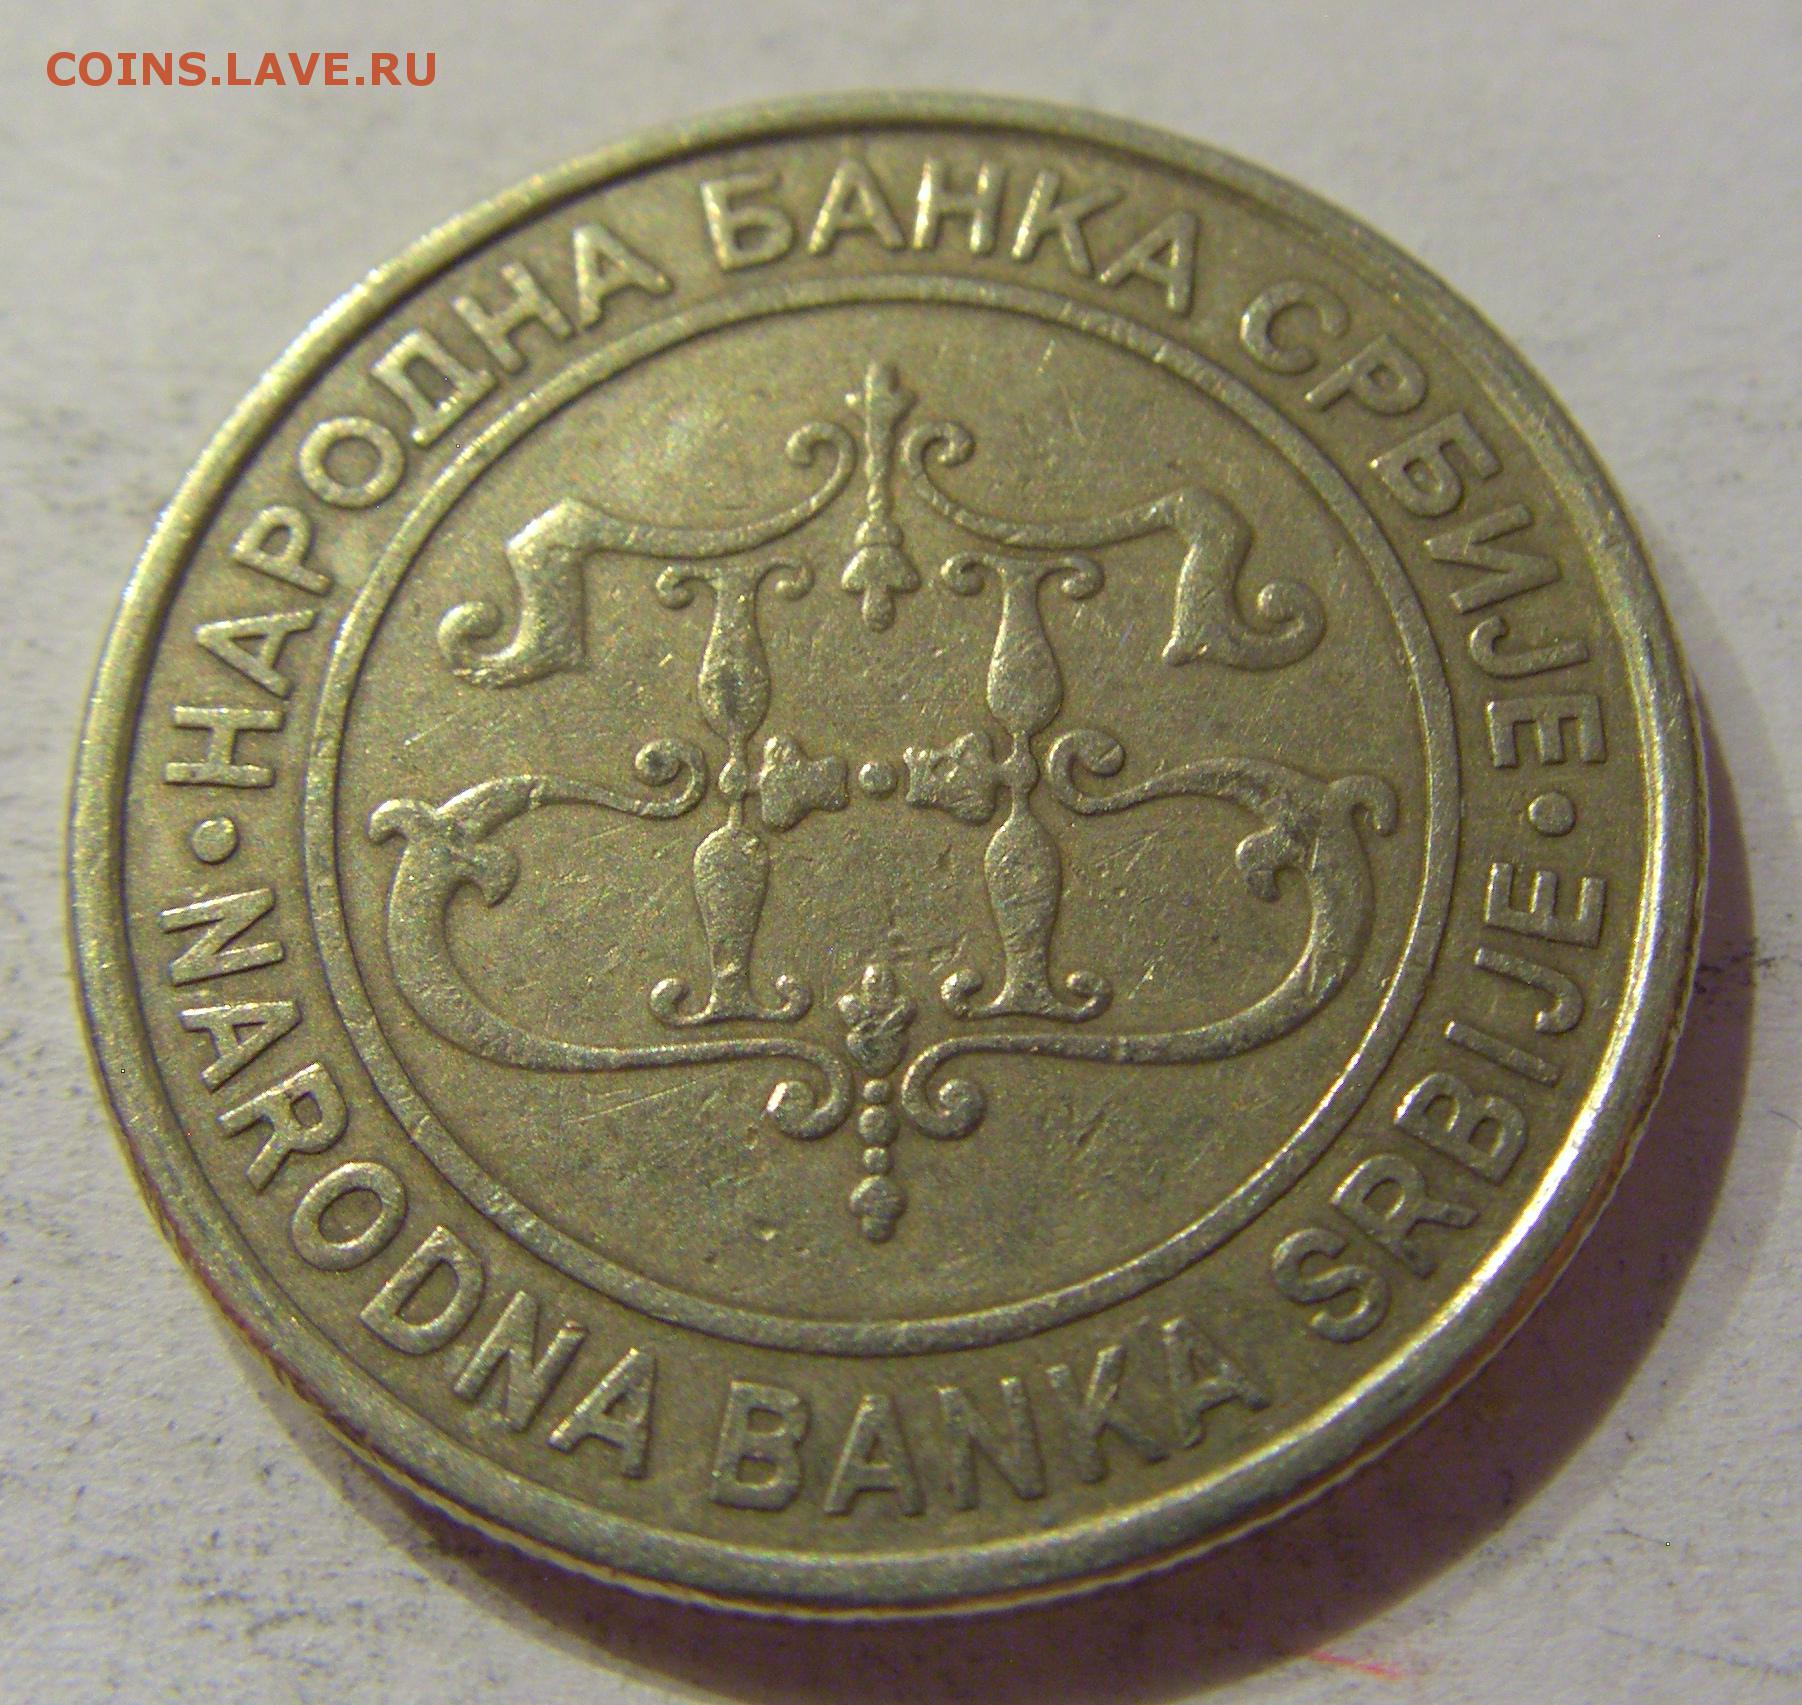 COINS.LAVE.RU
• НАРОДНА БАНКА СРБИЈЕ •
NARODNA BANKA SRBIJE